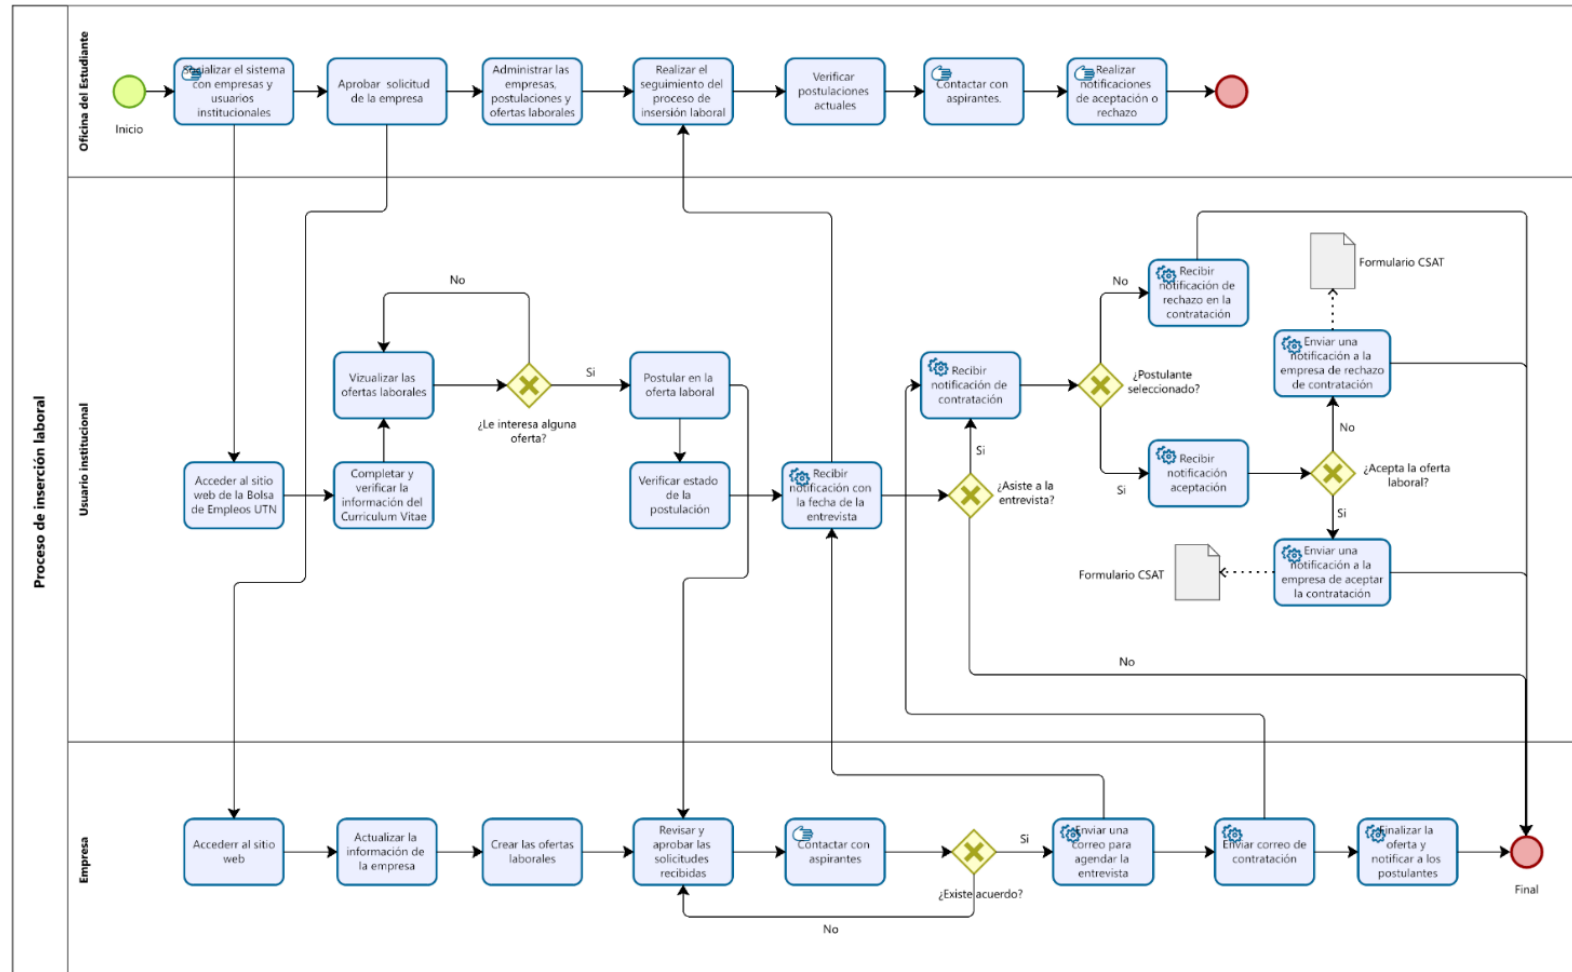 Proceso de inserción laboral
Oficina del Estudiante
Inicio
Socializar el sistema
con empresas y
usuarios
institucionales
Aprobar solicitud
de la empresa
Administrar las
empresas,
postulaciones y
ofertas laborales
Realizar el
seguimiento del
proceso de
insersión laboral
Verificar
postulaciones
actuales
Contactar con
aspirantes.
Realizar
notificaciones
de aceptación o
rechazo
Usuario institucional
Acceder al sitio
web de la Bolsa
de Empleos UTN
Completar y
verificar la
información del
Curriculum Vitae
Vizualizar las
ofertas laborales
No
¿Le interesa alguna
oferta?
Si
Postular en la
oferta laboral
Verificar estado
de la
postulación
Recibir
notificación con
la fecha de la
entrevista
¿Asiste a la
entrevista?
Si
No
Recibir
notificación de
contratación
¿Postulante
seleccionado?
No
Si
Recibir
notificación de
rechazo en la
contratación
Recibir
notificación
aceptación
¿Acepta la oferta
laboral?
No
Si
Enviar una
notificación a la
empresa de rechazo
de contratación
Formulario CSAT
Enviar una
notificación a la
empresa de aceptar
la contratación
Formulario CSAT
Empresa
Accederr al sitio
web
Actualizar la
información de
la empresa
Crear las ofertas
laborales
Revisar y
aprobar las
solicitudes
recibidas
Contactar con
aspirantes
¿Existe acuerdo?
Si
No
Enviar una
correo para
agendar la
entrevista
Enviar correo de
contratación
Finalizar la
oferta y
notificar a los
postulantes
Final